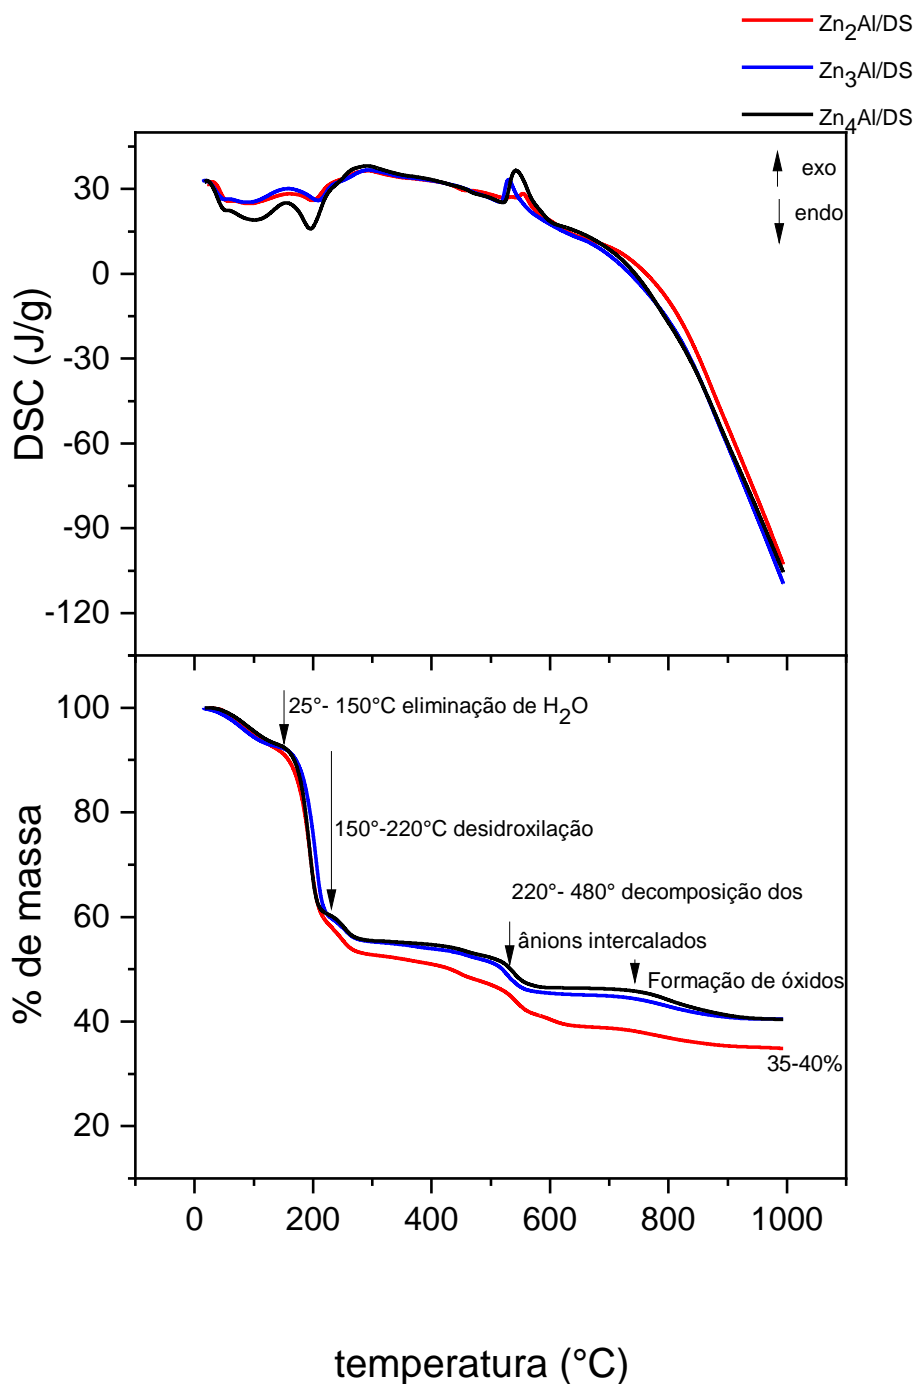 Zn2Al/DS
Zn3Al/DS
Zn4Al/DS
exo
endo
30
0
-30
-60
-90
-120
DSC (J/g)
100
80
60
40
20
% de massa
25°- 150°C eliminação de H2O
150°-220°C desidroxilação
220°- 480° decomposição dos
ânions intercalados
Formação de óxidos
35-40%
0 200 400 600 800 1000
temperatura (°C)